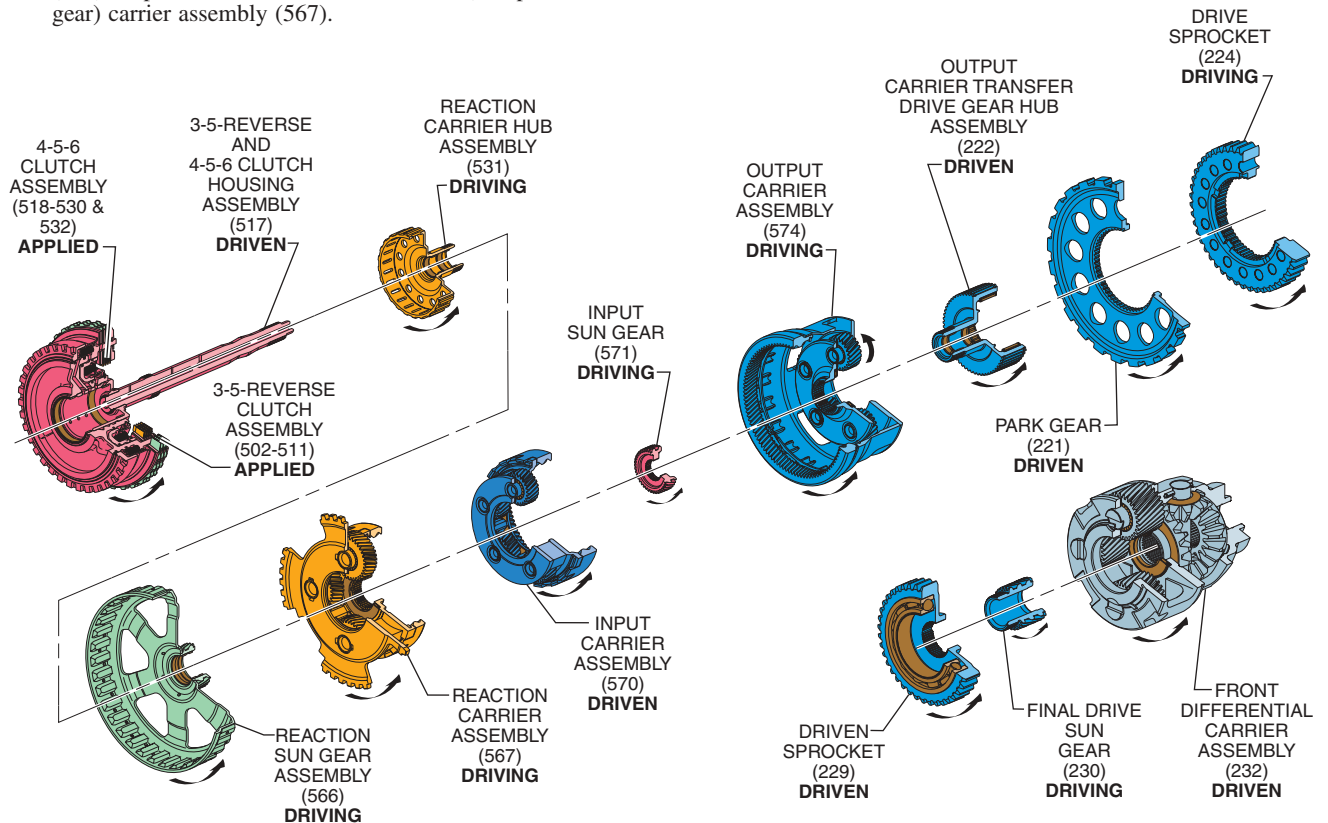 gear) carrier assembly (567).
4-5-6
CLUTCH
ASSEMBLY
(518-530 &
532)
APPLIED
3-5-REVERSE
AND
4-5-6 CLUTCH
HOUSING
ASSEMBLY
(517)
DRIVEN
REACTION
CARRIER HUB
ASSEMBLY
(531)
DRIVING
3-5-REVERSE
CLUTCH
ASSEMBLY
(502-511)
APPLIED
INPUT
SUN GEAR
(571)
DRIVING
OUTPUT
CARRIER
ASSEMBLY
(574)
DRIVING
OUTPUT
CARRIER TRANSFER
DRIVE GEAR HUB
ASSEMBLY
(222)
DRIVEN
DRIVE
SPROCKET
(224)
DRIVING
PARK GEAR
(221)
DRIVEN
REACTION
SUN GEAR
ASSEMBLY
(566)
DRIVING
REACTION
CARRIER
ASSEMBLY
(567)
DRIVING
INPUT
CARRIER
ASSEMBLY
(570)
DRIVEN
DRIVEN
SPROCKET
(229)
DRIVEN
FINAL DRIVE
SUN
GEAR
(230)
DRIVING
FRONT
DIFFERENTIAL
CARRIER
ASSEMBLY
(232)
DRIVEN